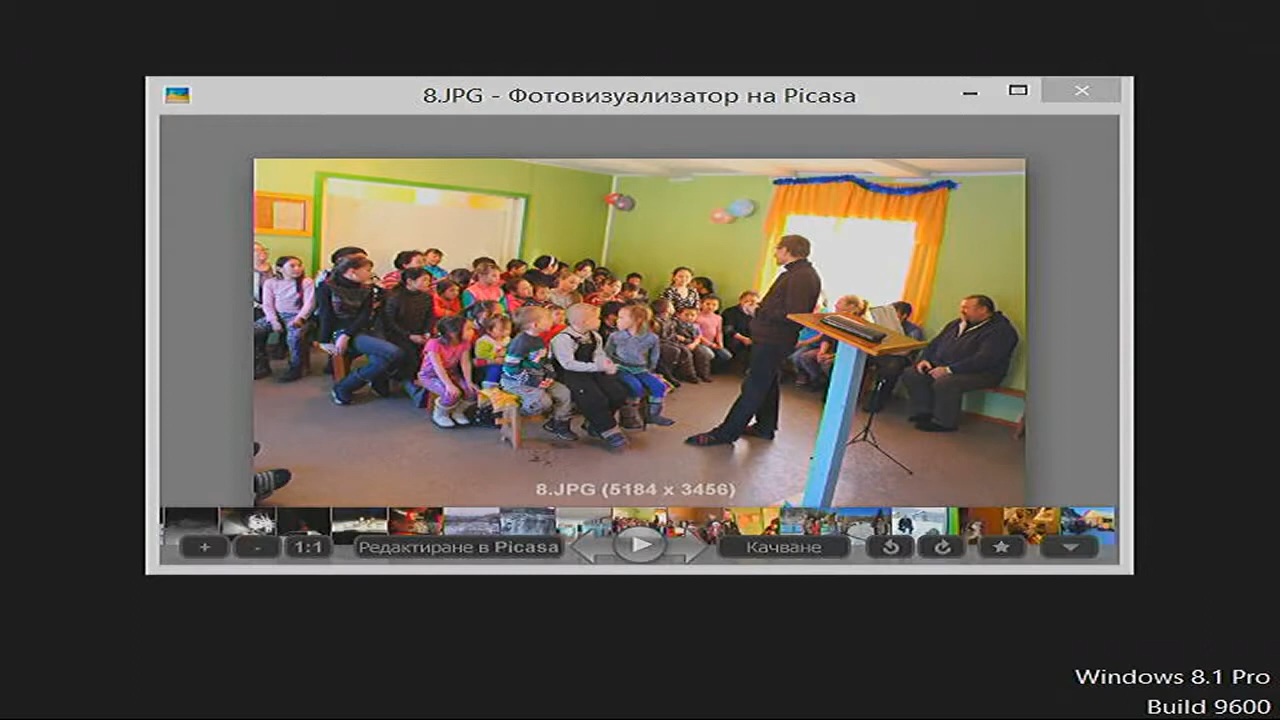 8.JPG - Фотовизуализатор на Picasa
8.JPG (5184 x 3456)
+ - 1:1 Редактиране в Picasa Качване
Windows 8.1 Pro
Build 9600